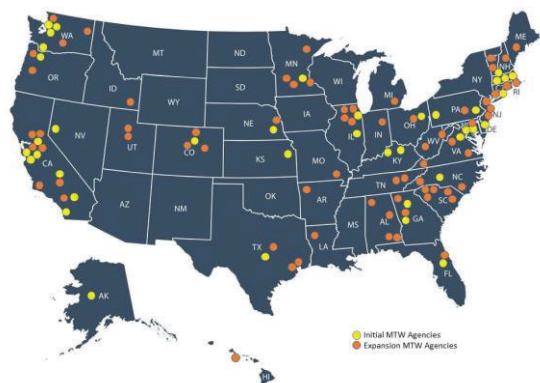 WA
OR
CA
NV
ID
MT
WY
UT
CO
AZ
NM
ND
SD
NE
KS
OK
TX
MN
IA
MO
AR
LA
WI
IL
MI
IN
OH
KY
TN
MS
AL
GA
FL
SC
NC
VA
WV
PA
NY
NJ
DE
RI
NH
ME
AK
HI
Initial MTW Agencies
Expansion MTW Agencies